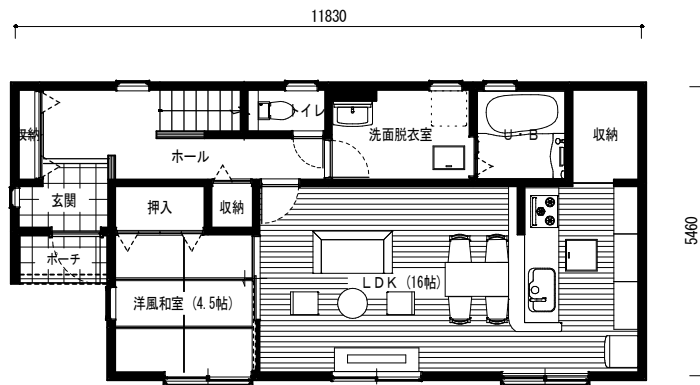 11830
トイレ
収納
洗面脱衣室
U・B
収納
ホール
玄関
押入
収納
5460
ポーチ
LDK (16帖)
洋風和室 (4.5帖)